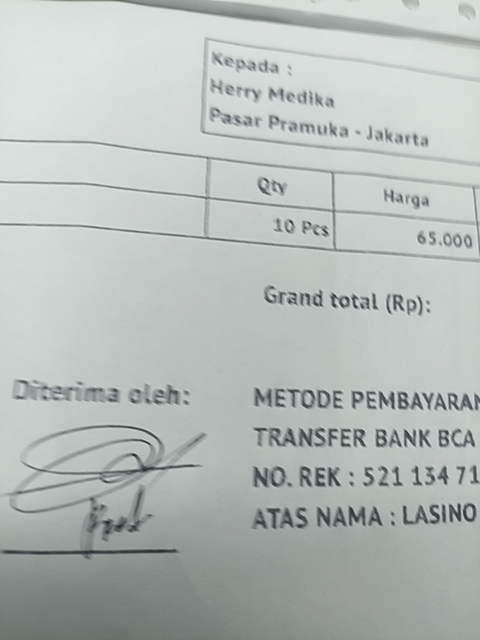 Kepada :
Herry Medika
Pasar Pramuka - Jakarta
Qty Harga
10 Pcs 65.000
Grand total (Rp):
Diterima oleh:
METODE PEMBAYARAN
TRANSFER BANK BCA
NO. REK : 521 134 71
ATAS NAMA : LASINO